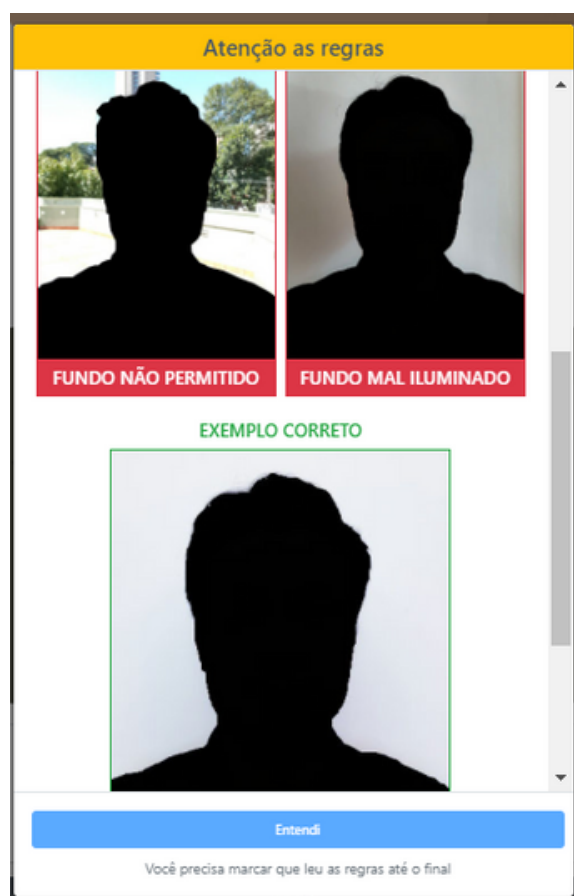 Atenção as regras
FUNDO NÃO PERMITIDO
FUNDO MAL ILUMINADO
EXEMPLO CORRETO
Entendi
Você precisa marcar que leu as regras até o final